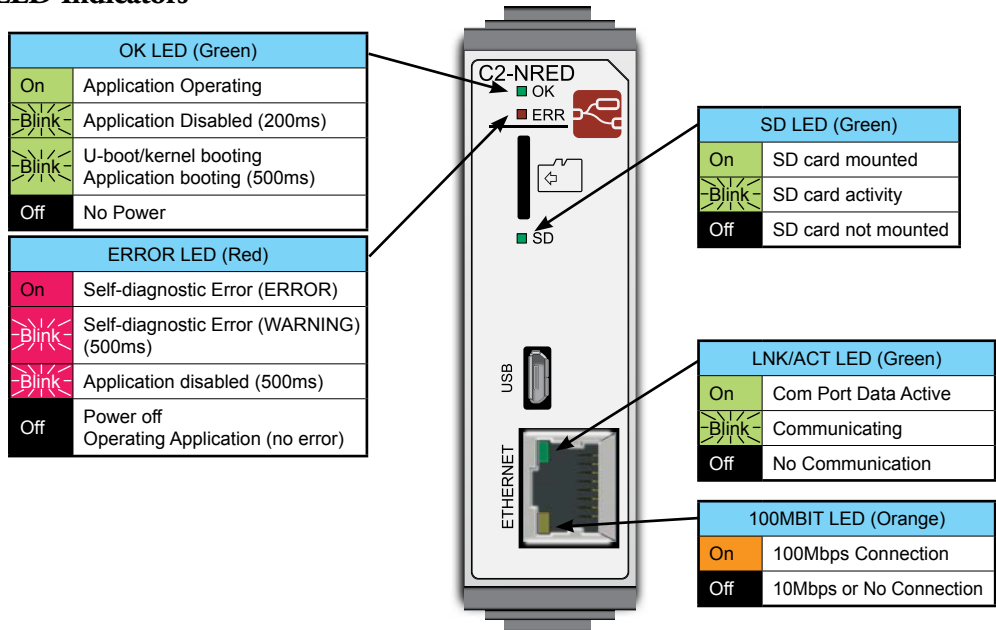 LED Indicators
OK LED (Green)
On Application Operating
Blink Application Disabled (200ms)
Blink U-boot/kernel booting
Application booting (500ms)
Off No Power
ERROR LED (Red)
On Self-diagnostic Error (ERROR)
Blink Self-diagnostic Error (WARNING)
(500ms)
Blink Application disabled (500ms)
Off Power off
Operating Application (no error)
C2-NRED
OK
ERR
SD
USB
ETHERNET
SD LED (Green)
On SD card mounted
Blink SD card activity
Off SD card not mounted
LNK/ACT LED (Green)
On Com Port Data Active
Blink Communicating
Off No Communication
100MBIT LED (Orange)
On 100Mbps Connection
Off 10Mbps or No Connection